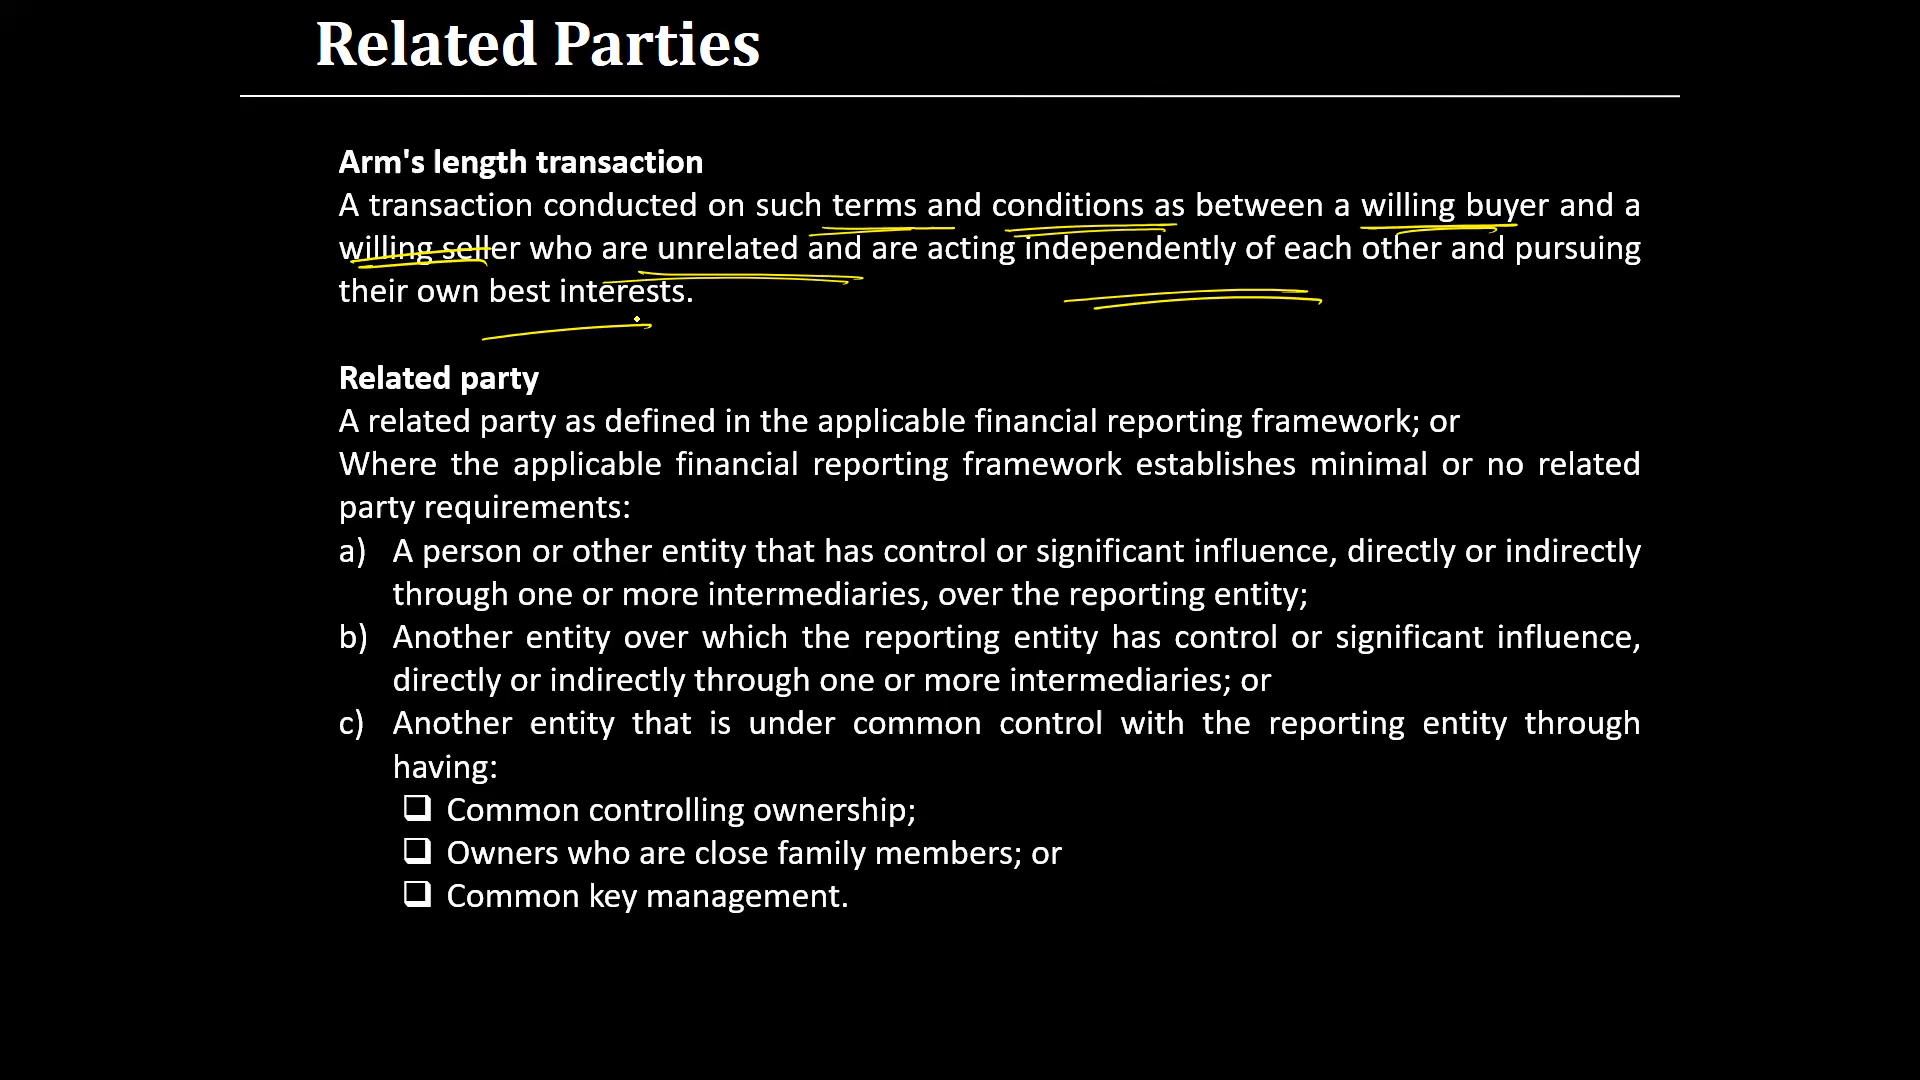 Related Parties
Arm's length transaction
A transaction conducted on such terms and conditions as between a willing buyer and a
willing seller who are unrelated and are acting independently of each other and pursuing
their own best interests.
Related party
A related party as defined in the applicable financial reporting framework; or
Where the applicable financial reporting framework establishes minimal or no related
party requirements:
a) A person or other entity that has control or significant influence, directly or indirectly
through one or more intermediaries, over the reporting entity;
b) Another entity over which the reporting entity has control or significant influence,
directly or indirectly through one or more intermediaries; or
c) Another entity that is under common control with the reporting entity through
having:
❑ Common controlling ownership;
❑ Owners who are close family members; or
❑ Common key management.